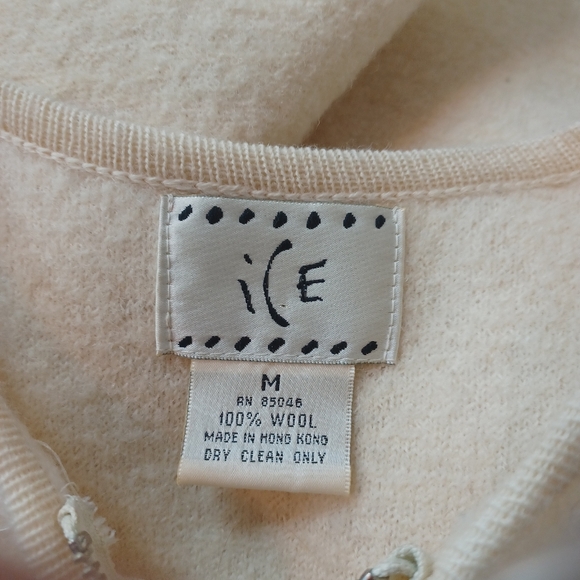 iCE
M
RN 85046
100% WOOL
MADE IN HONG KONG
DRY CLEAN ONLY